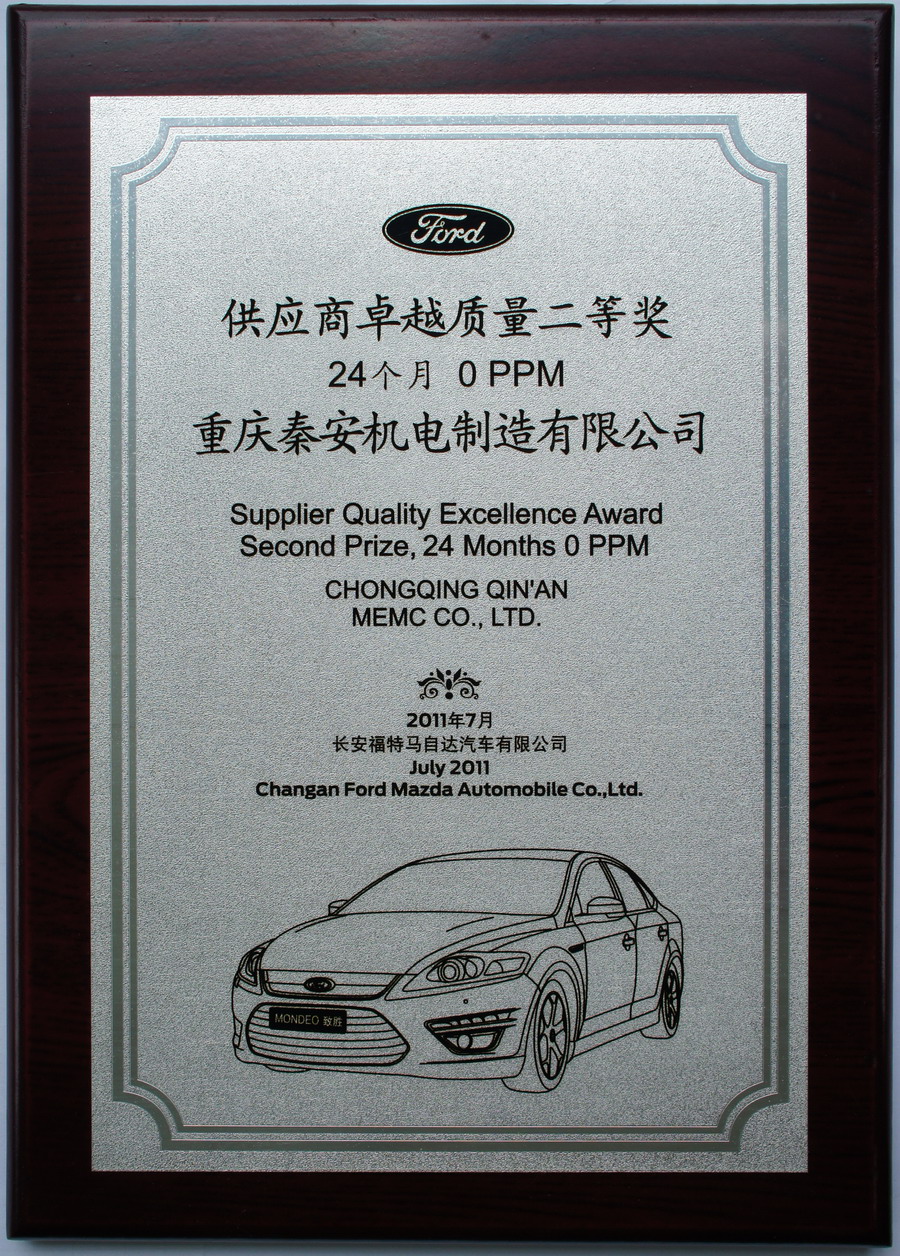 Ford
供应商卓越质量二等奖
24个月 0 PPM
重庆秦安机电制造有限公司
Supplier Quality Excellence Award
Second Prize, 24 Months 0 PPM
CHONGQING QIN'AN
MEMC CO., LTD.
2011年7月
长安福特马自达汽车有限公司
July 2011
Changan Ford Mazda Automobile Co.,Ltd.
Ford
MONDEO 致胜